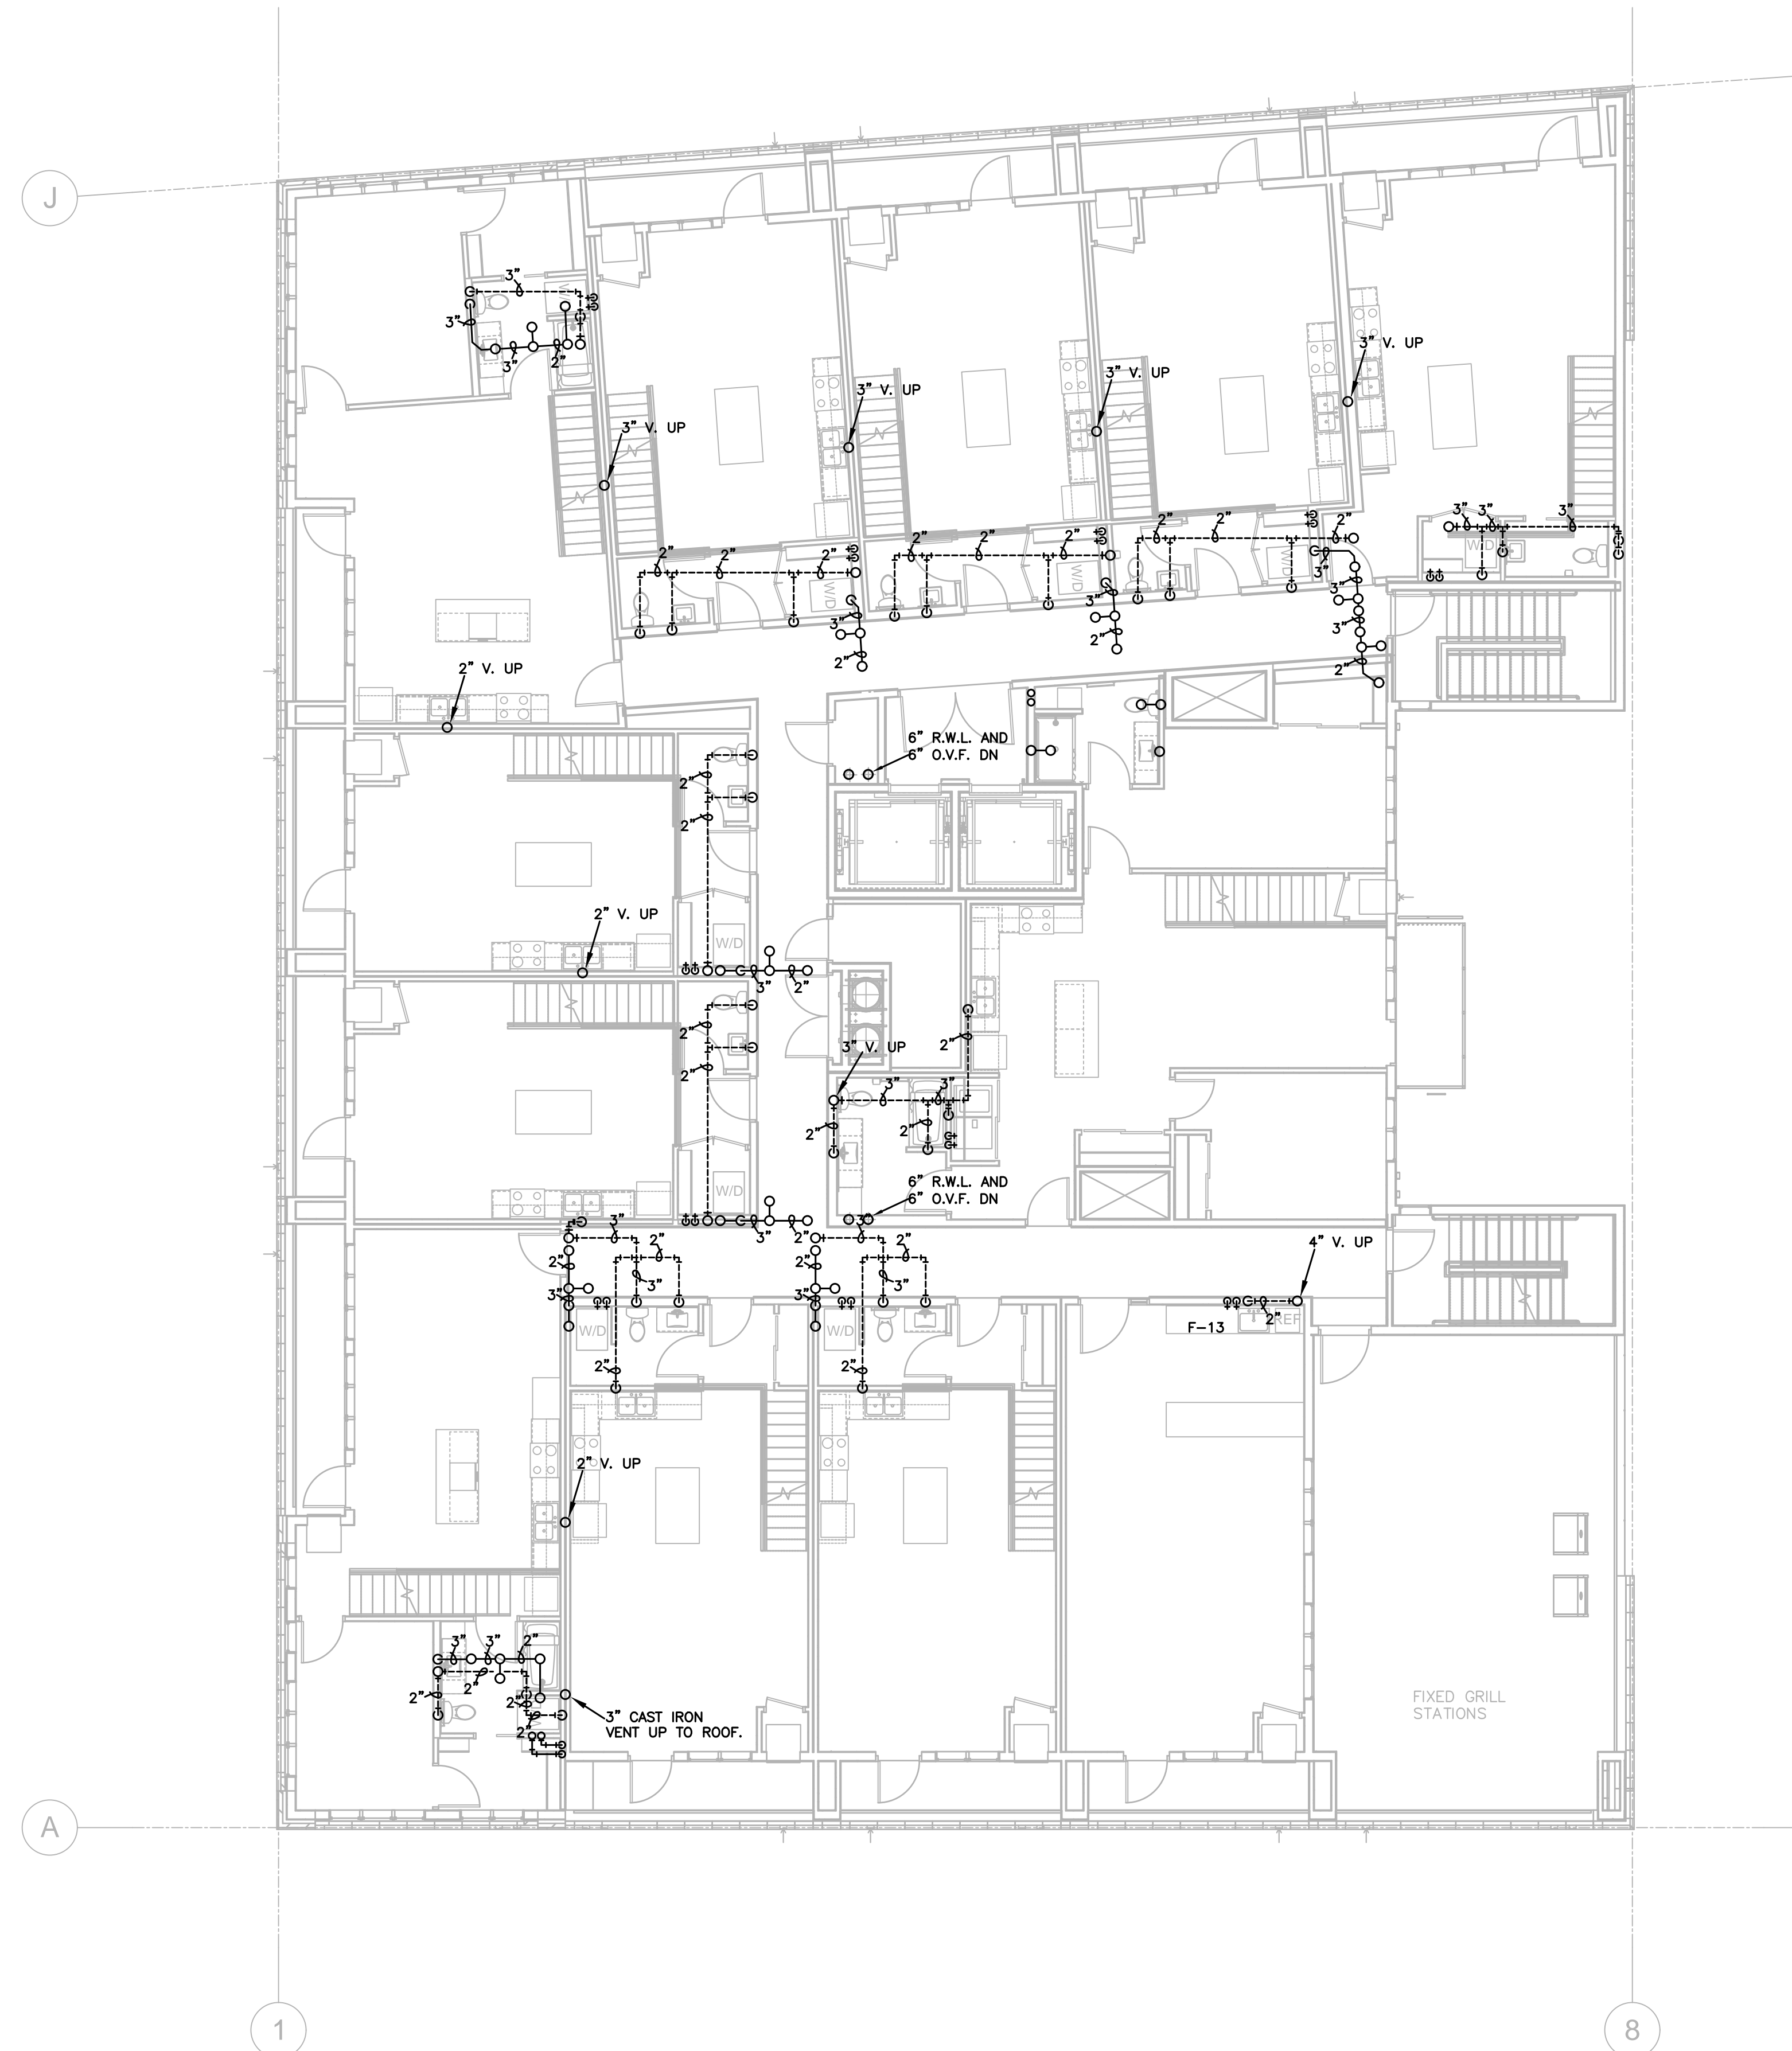 J
3"
W/D
3"
3"
2"
3" V. UP
3" V. UP
3" V. UP
3" V. UP
2"
2"
2"
W/D
2"
2"
2"
W/D
2"
2"
2"
W/D
3"
3"
3"
W/D
3"
2"
3"
2"
3"
3"
3"
2"
2" V. UP
6" R.W.L. AND
6" O.V.F. DN
2"
2"
2" V. UP
W/D
3"
2"
2"
2"
W/D
3"
2"
3" V. UP
2"
3"
3"
2"
2"
6" R.W.L. AND
6" O.V.F. DN
3"
2"
2"
3"
3"
2"
W/D
3"
2"
2"
3"
3"
2"
W/D
4" V. UP
2"
F-13
REF
2" V. UP
3"
3"
2"
2"
2"
2"
2"
3" CAST IRON
VENT UP TO ROOF.
FIXED GRILL
STATIONS
A
1
8